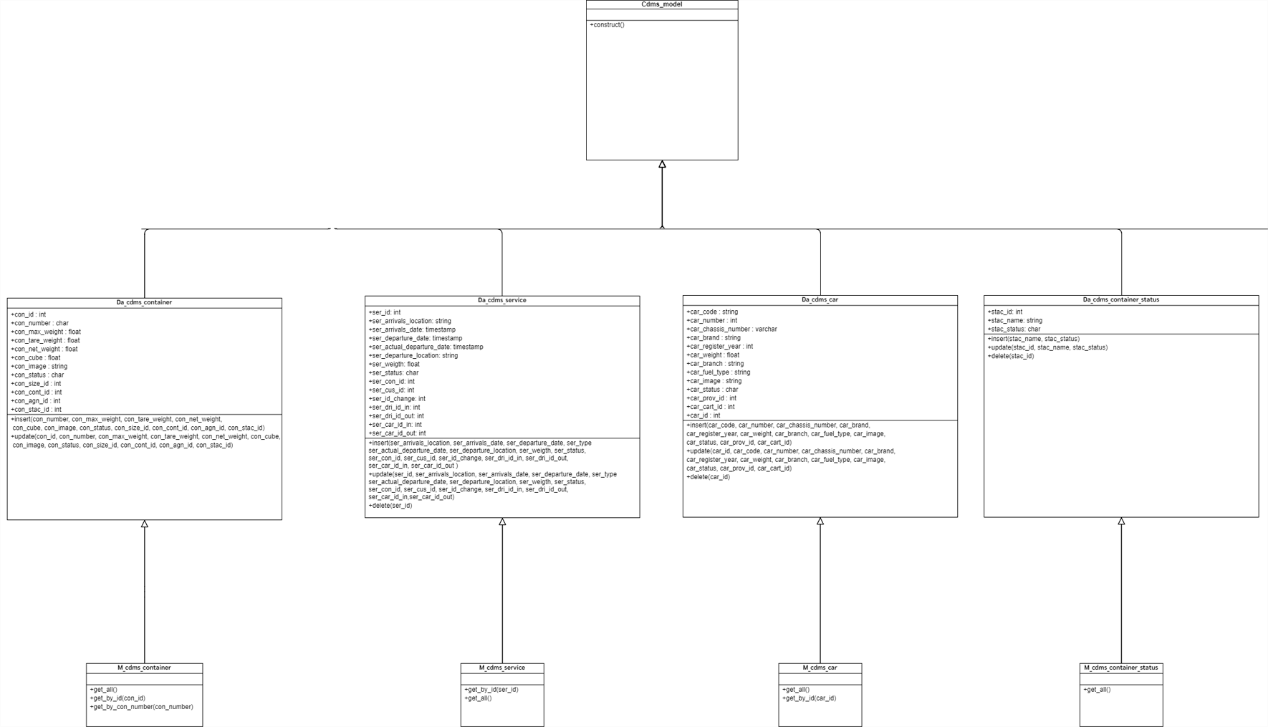 Cdms_model
+construct()
Da_cdms_container
+con_id : int
+con_number : char
+con_max_weight : float
+con_tare_weight : float
+con_net_weight : float
+con_cube : float
+con_image : string
+con_status : char
+con_size_id : int
+con_cont_id : int
+con_agn_id : int
+con_stac_id : int
+insert(con_number, con_max_weight, con_tare_weight, con_net_weight,
con_cube, con_image, con_status, con_size_id, con_cont_id, con_agn_id, con_stac_id)
+update(con_id, con_number, con_max_weight, con_tare_weight, con_net_weight, con_cube,
con_image, con_status, con_size_id, con_cont_id, con_agn_id, con_stac_id)
Da_cdms_service
+ser_id: int
+ser_arrivals_location: string
+ser_arrivals_date: timestamp
+ser_departure_date: timestamp
+ser_actual_departure_date: timestamp
+ser_departure_location: string
+ser_weigth: float
+ser_status: char
+ser_con_id: int
+ser_cus_id: int
+ser_id_change: int
+ser_dri_id_in: int
+ser_dri_id_out: int
+ser_car_id_in: int
+ser_car_id_out: int
+insert(ser_arrivals_location, ser_arrivals_date, ser_departure_date, ser_type
ser_actual_departure_date, ser_departure_location, ser_weigth, ser_status,
ser_con_id, ser_cus_id, ser_id_change, ser_dri_id_in, ser_dri_id_out,
ser_car_id_in, ser_car_id_out )
+update(ser_id, ser_arrivals_location, ser_arrivals_date, ser_departure_date, ser_type
ser_actual_departure_date, ser_departure_location, ser_weigth, ser_status,
ser_con_id, ser_cus_id, ser_id_change, ser_dri_id_in, ser_dri_id_out,
ser_car_id_in,ser_car_id_out)
+delete(ser_id)
Da_cdms_car
+car_code : string
+car_number : int
+car_chassis_number : varchar
+car_brand : string
+car_register_year : int
+car_weight : float
+car_branch : string
+car_fuel_type : string
+car_image : string
+car_status : char
+car_prov_id : int
+car_cart_id : int
+car_id : int
+insert(car_code, car_number, car_chassis_number, car_brand,
car_register_year, car_weight, car_branch, car_fuel_type, car_image,
car_status, car_prov_id, car_cart_id)
+update(car_id, car_code, car_number, car_chassis_number, car_brand,
car_register_year, car_weight, car_branch, car_fuel_type, car_image,
car_status, car_prov_id, car_cart_id)
+delete(car_id)
Da_cdms_container_status
+stac_id: int
+stac_name: string
+stac_status: char
+insert(stac_name, stac_status)
+update(stac_id, stac_name, stac_status)
+delete(stac_id)
M_cdms_container
+get_all()
+get_by_id(con_id)
+get_by_con_number(con_number)
M_cdms_service
+get_by_id(ser_id)
+get_all()
M_cdms_car
+get_all()
+get_by_id(car_id)
M_cdms_container_status
+get_all()